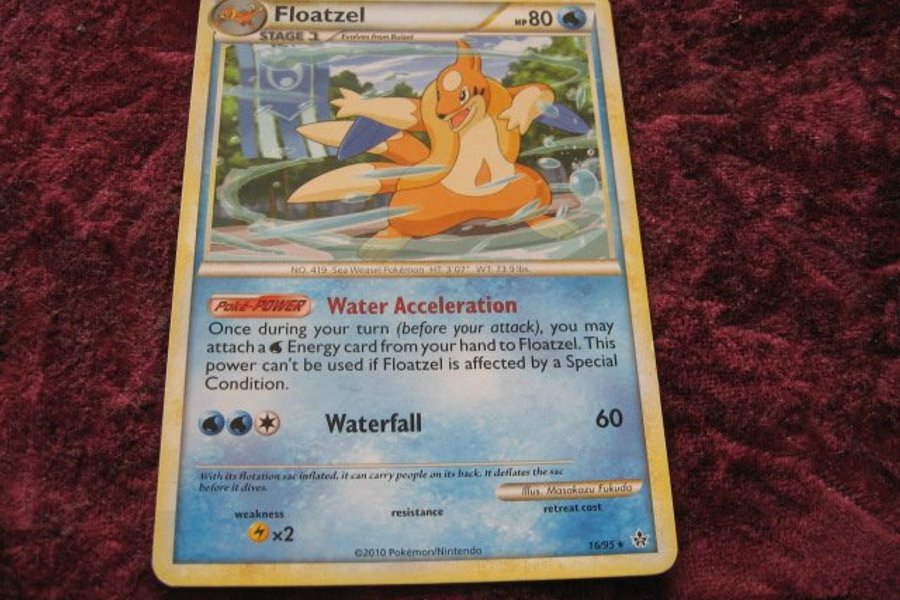 Floatzel HP 80
STAGE 1 Evolves from Buizel
NO. 419 Sea Weasel Pokémon HT: 3'07" WT: 73.9 lbs.
Poké-POWER Water Acceleration
Once during your turn (before your attack), you may
attach a Energy card from your hand to Floatzel. This
power can't be used if Floatzel is affected by a Special
Condition.
Waterfall 60
With its flotation sac inflated, it can carry people on its back. It deflates the sac
before it dives.
Illus. Masakazu Fukuda
weakness resistance retreat cost
x2
©2010 Pokémon/Nintendo 16/95